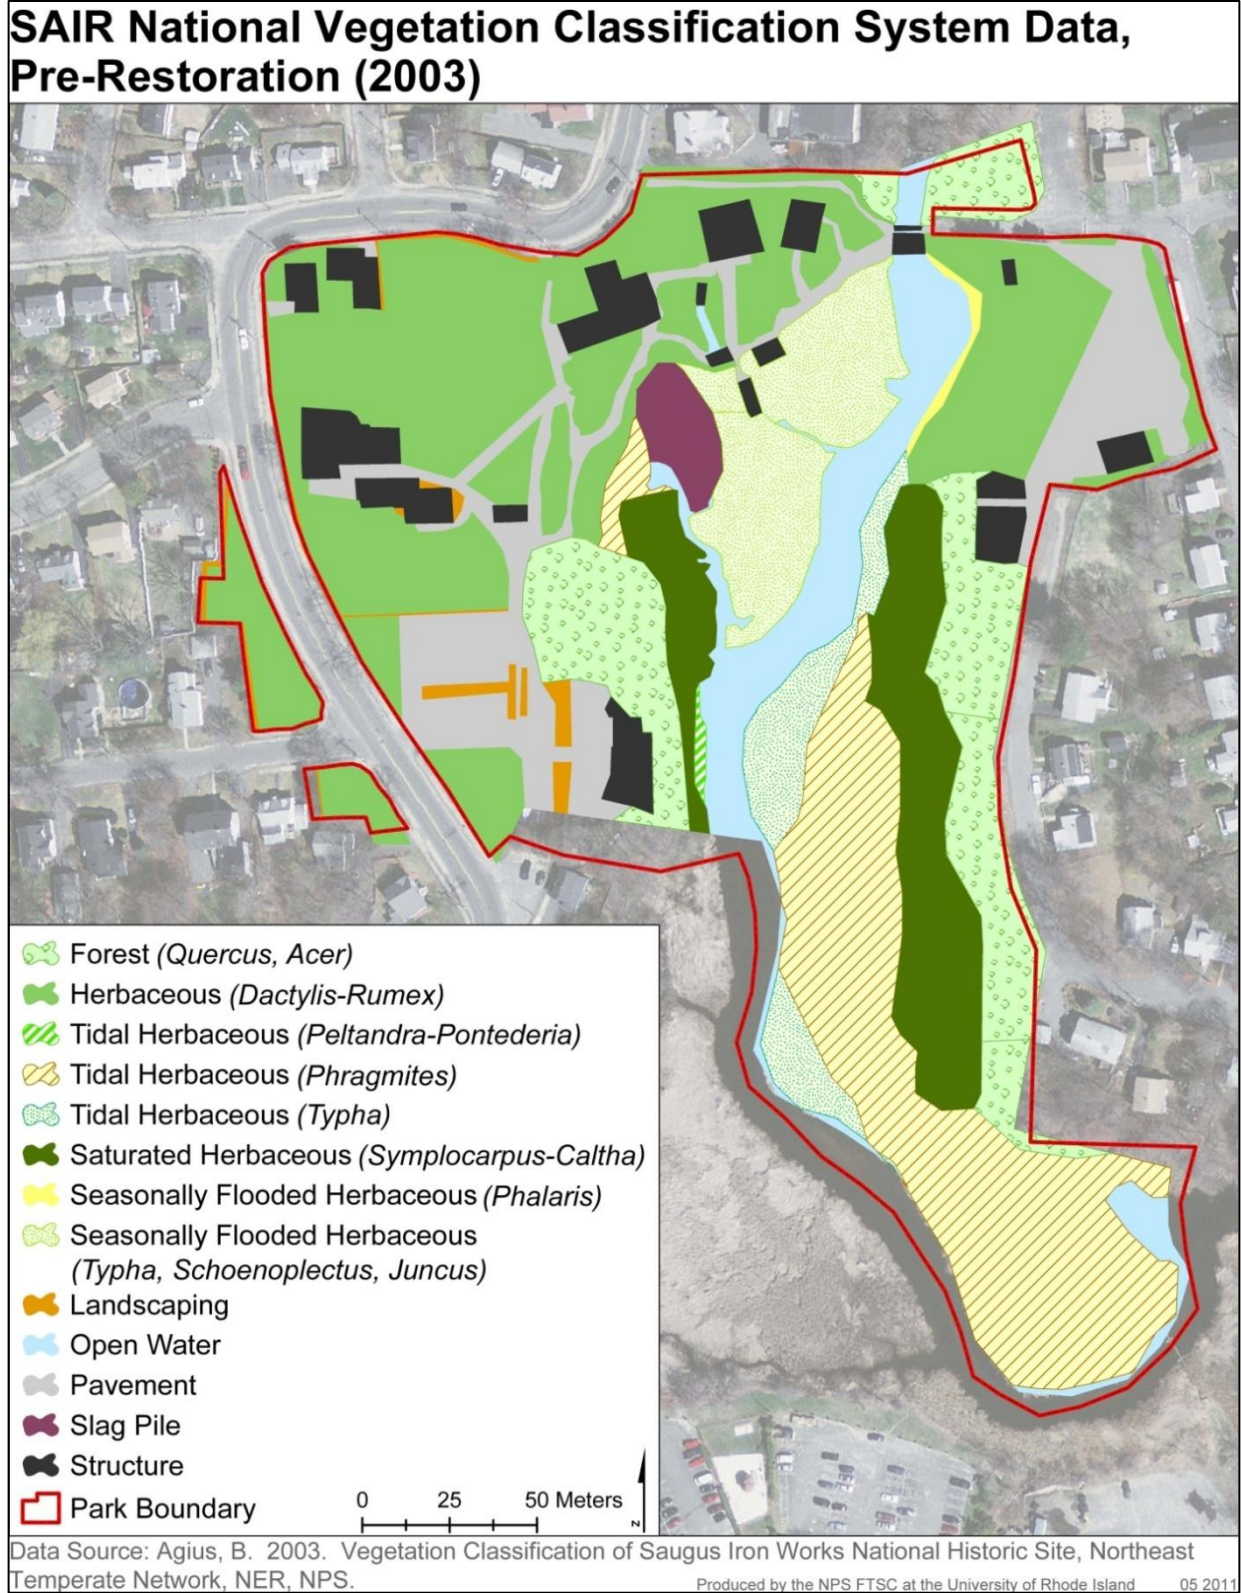 SAIR National Vegetation Classification System Data,
Pre-Restoration (2003)
Forest (Quercus, Acer)
Herbaceous (Dactylis-Rumex)
Tidal Herbaceous (Peltandra-Pontederia)
Tidal Herbaceous (Phragmites)
Tidal Herbaceous (Typha)
Saturated Herbaceous (Symplocarpus-Caltha)
Seasonally Flooded Herbaceous (Phalaris)
Seasonally Flooded Herbaceous
(Typha, Schoenoplectus, Juncus)
Landscaping
Open Water
Pavement
Slag Pile
Structure
Park Boundary
0 25 50 Meters
N
Data Source: Agius, B. 2003. Vegetation Classification of Saugus Iron Works National Historic Site, Northeast
Temperate Network, NER, NPS.
Produced by the NPS FTSC at the University of Rhode Island 05 2011